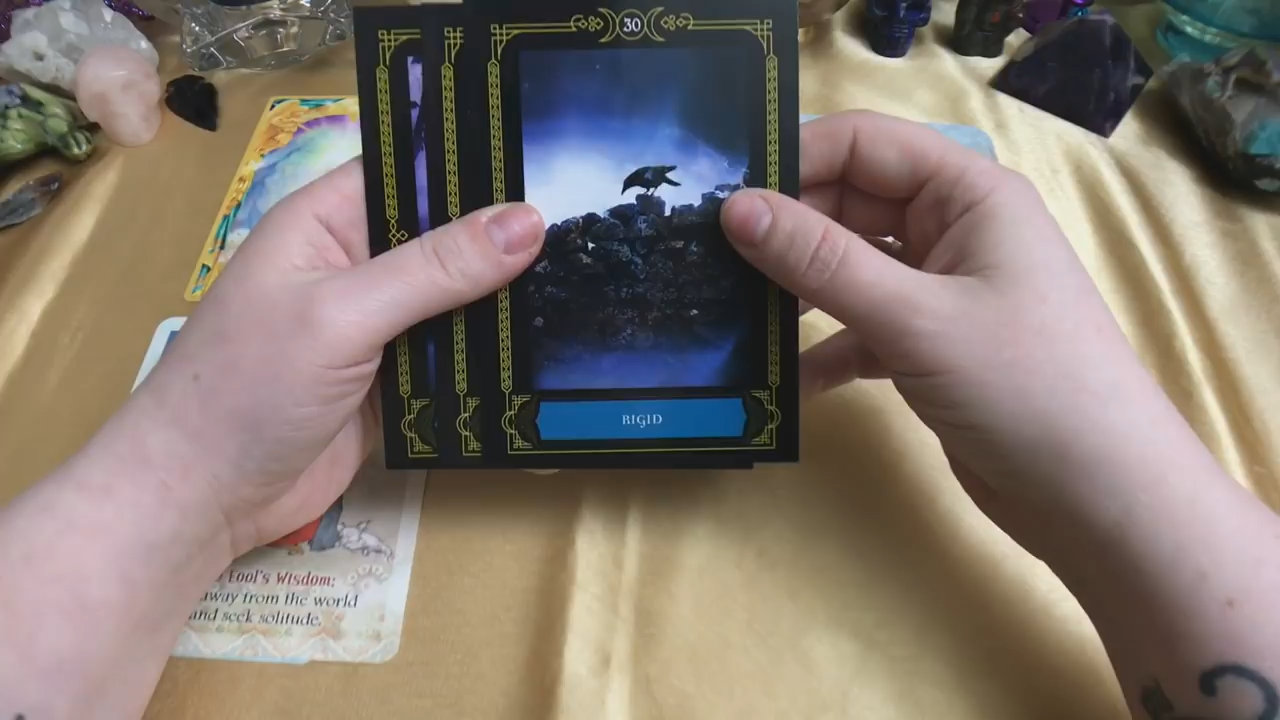 30
RIGID
Fool's Wisdom:
away from the world
and seek solitude.